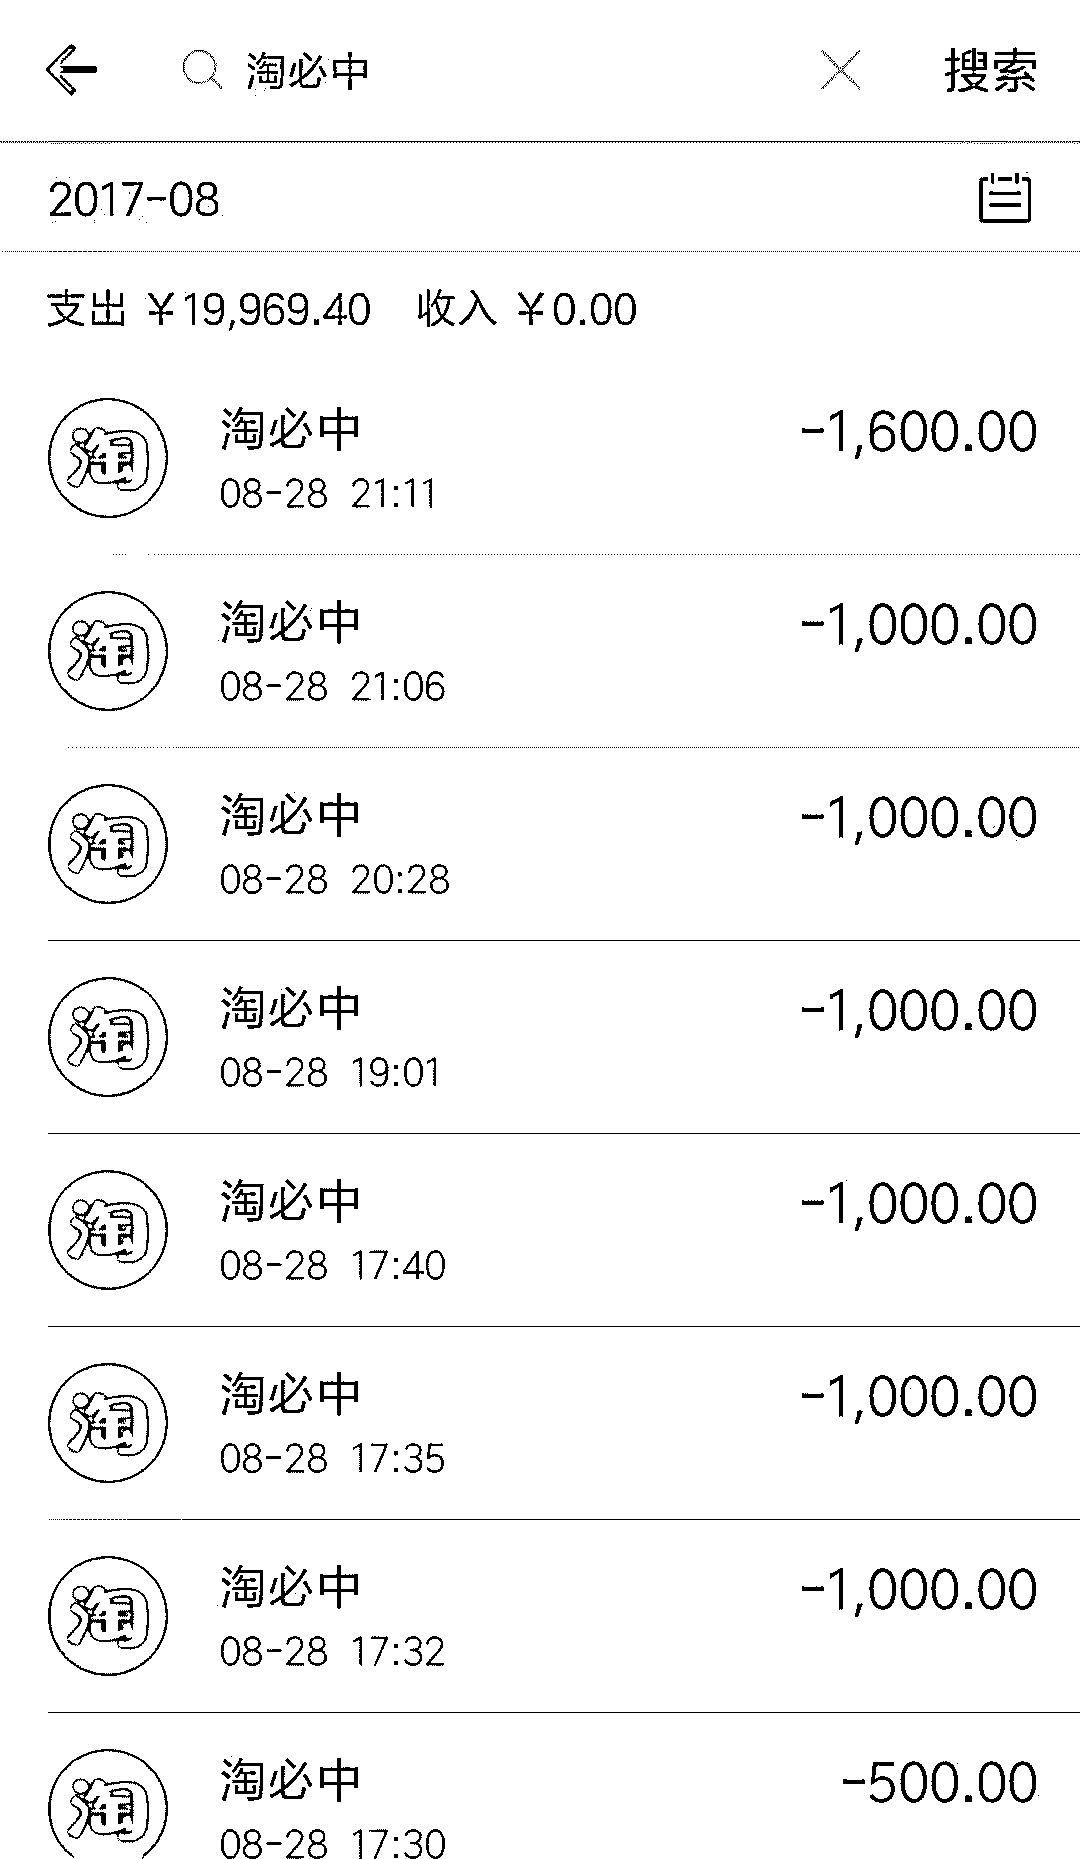 淘必中 搜索
2017-08
支出 ￥19,969.40 收入 ￥0.00
淘 淘必中 -1,600.00
08-28 21:11
淘 淘必中 -1,000.00
08-28 21:06
淘 淘必中 -1,000.00
08-28 20:28
淘 淘必中 -1,000.00
08-28 19:01
淘 淘必中 -1,000.00
08-28 17:40
淘 淘必中 -1,000.00
08-28 17:35
淘 淘必中 -1,000.00
08-28 17:32
淘 淘必中 -500.00
08-28 17:30